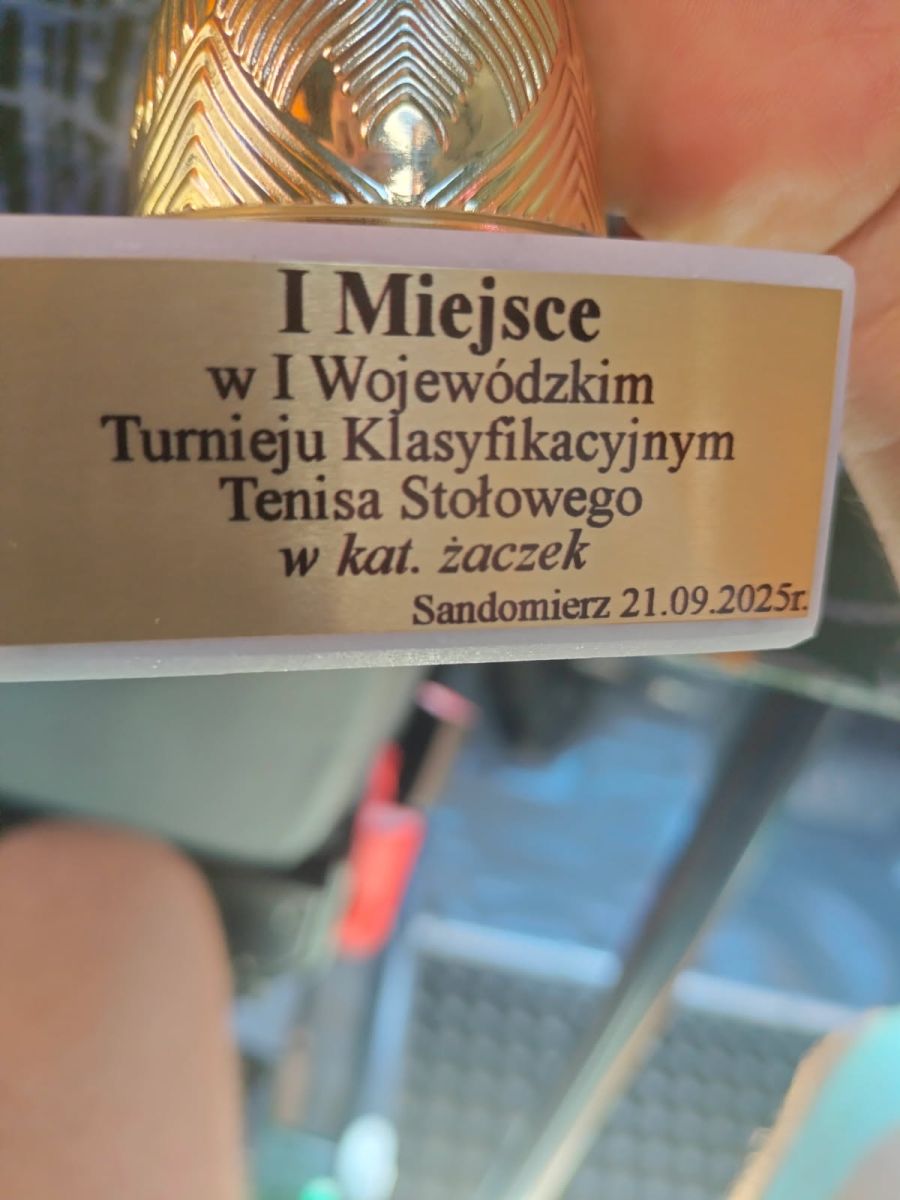 I Miejsce
w I Wojewódzkim
Turnieju Klasyfikacyjnym
Tenisa Stołowego
w kat. żaczek
Sandomierz 21.09.2025r.